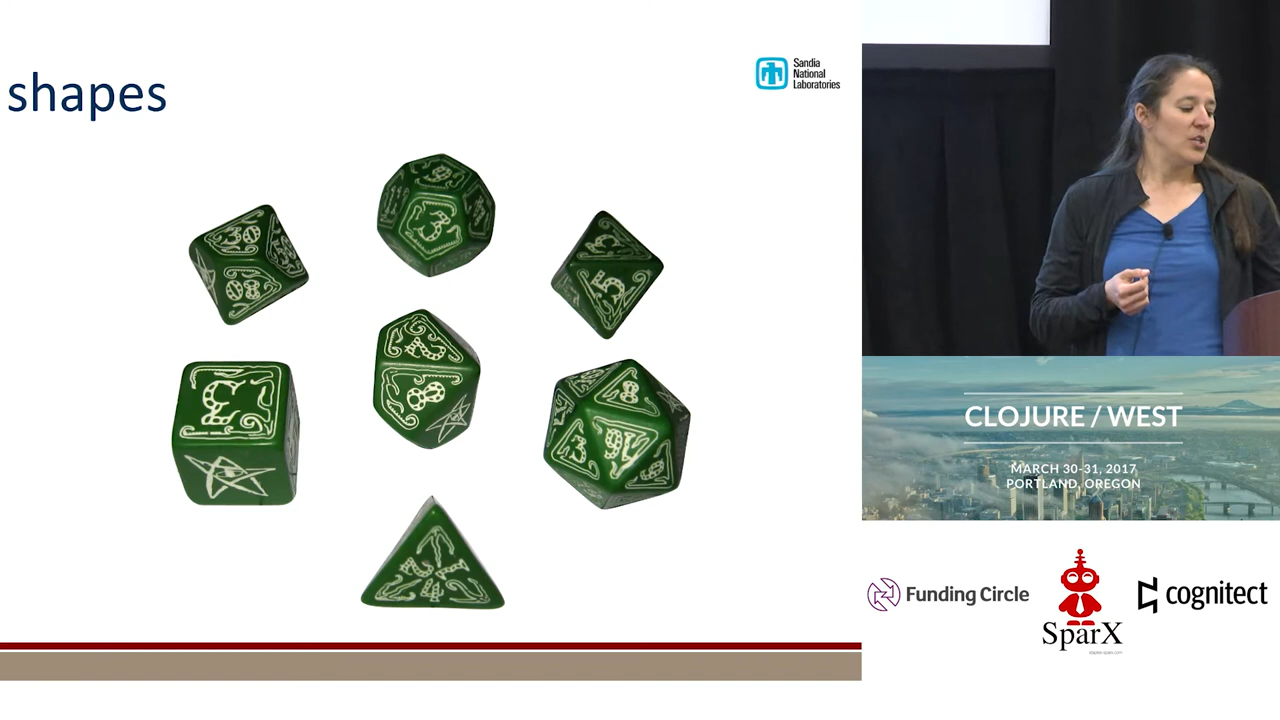 shapes
Sandia
National
Laboratories
CLOJURE / WEST
MARCH 30-31, 2017
PORTLAND, OREGON
Funding Circle
SparX
cognitect